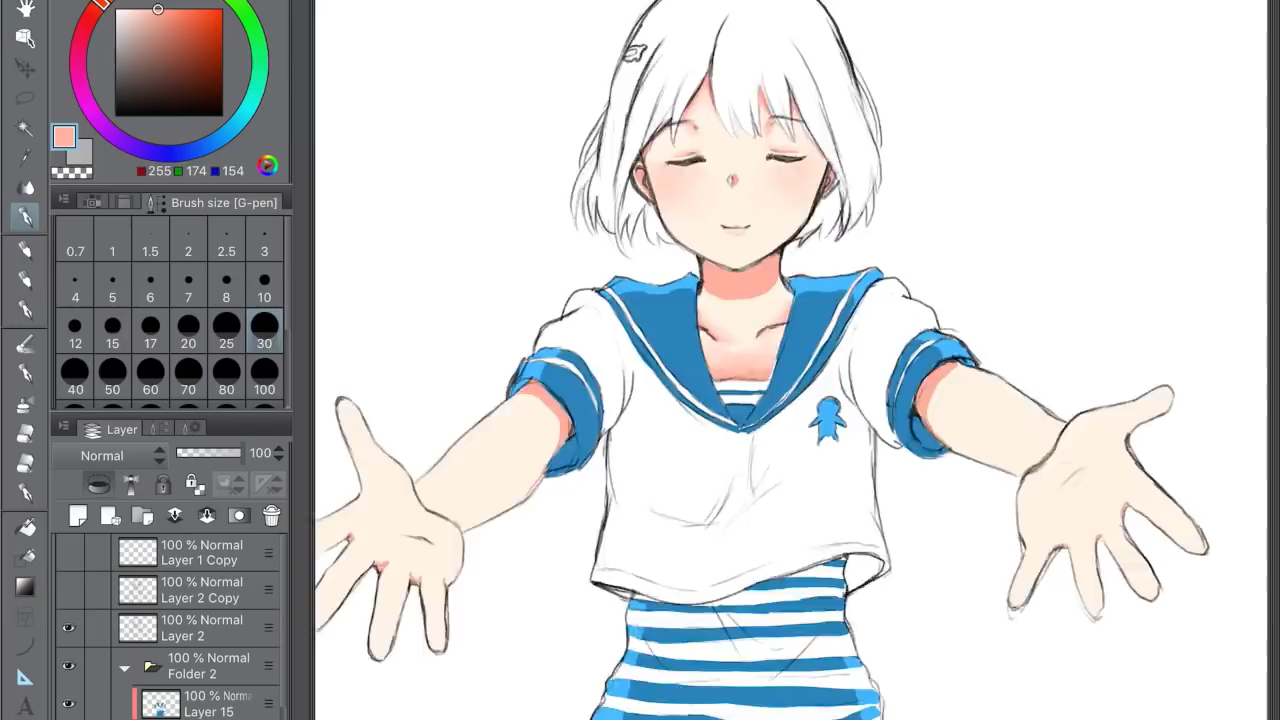 255 174 154
Brush size [G-pen]
0.7 1 1.5 2 2.5 3
4 5 6 7 8 10
12 15 17 20 25 30
40 50 60 70 80 100
Layer
Normal 100
100 % Normal
Layer 1 Copy
100 % Normal
Layer 2 Copy
100 % Normal
Layer 2
100 % Normal
Folder 2
100 % Norma
Layer 15
A